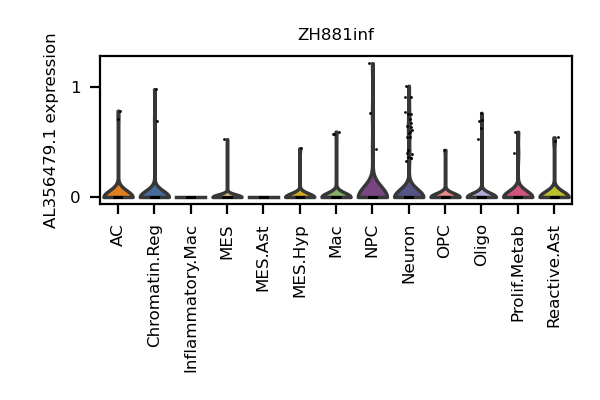 ZH881inf
AL356479.1 expression
1
0
AC
Chromatin.Reg
Inflammatory.Mac
MES
MES.Ast
MES.Hyp
Mac
NPC
Neuron
OPC
Oligo
Prolif.Metab
Reactive.Ast